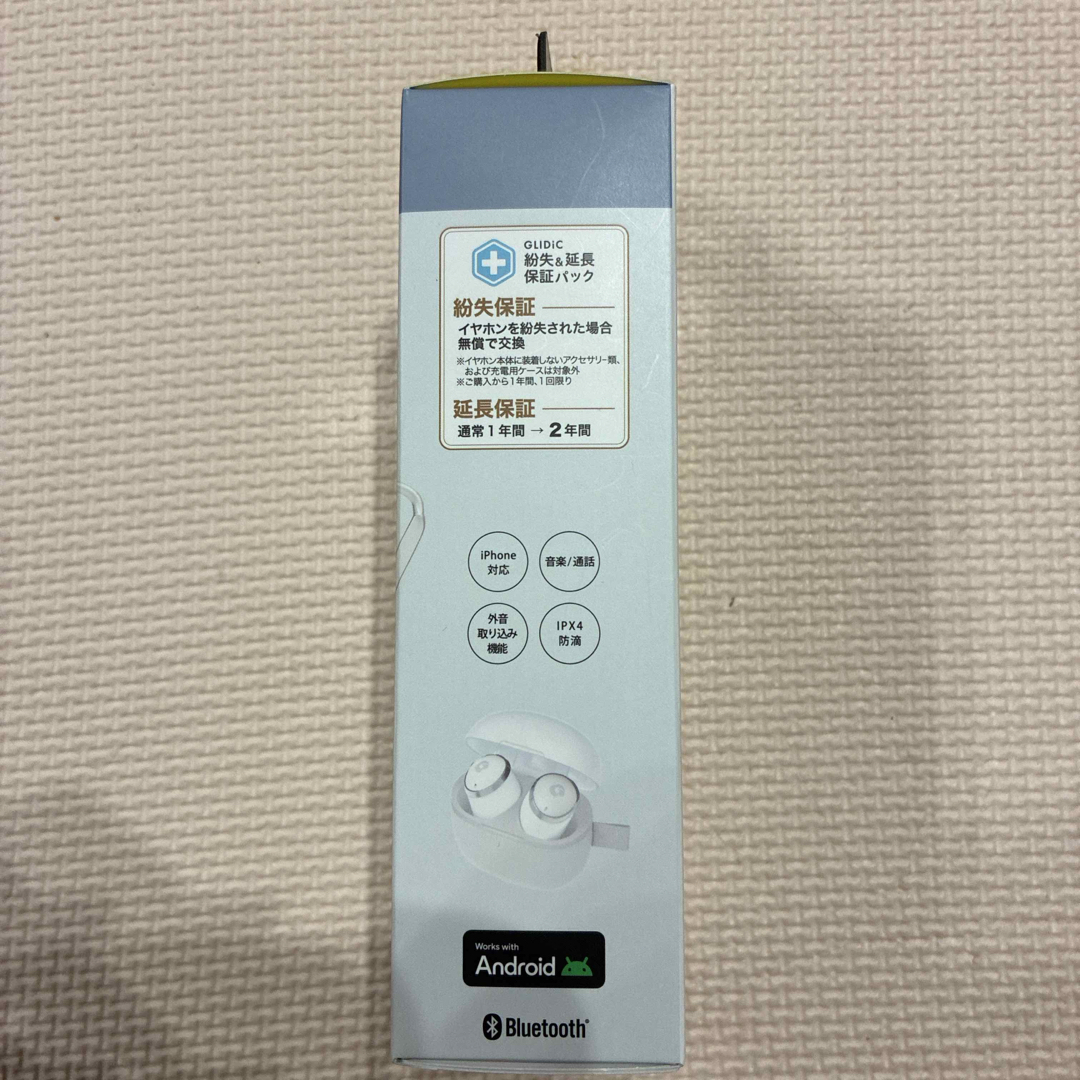 GLIDiC
紛失&延長
保証パック
紛失保証
イヤホンを紛失された場合
無償で交換
※イヤホン本体に装着しないアクセサリー類、
および充電用ケースは対象外
※ご購入から1年間、1回限り
延長保証
通常1年間 → 2年間
iPhone
対応
音楽/通話
外音
取り込み
機能
IPX4
防滴
Works with
Android
Bluetooth®